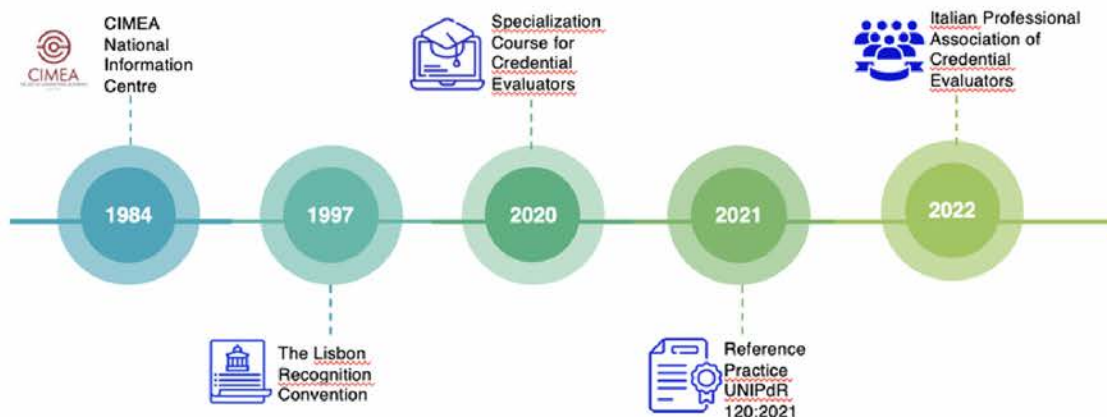 CIMEA
National
Information
Centre
CIMEA
Specialization
Course for
Credential
Evaluators
Italian Professional
Association of
Credential
Evaluators
1984
1997
2020
2021
2022
The Lisbon
Recognition
Convention
Reference
Practice
UNIPdR
120:2021